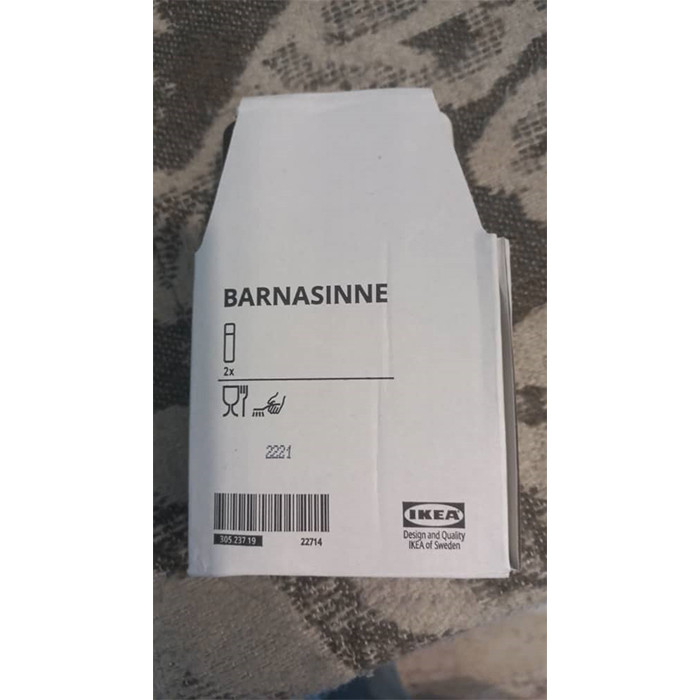 BARNASINNE
2x
2221
305.237.19 22714
IKEA
Design and Quality
IKEA of Sweden